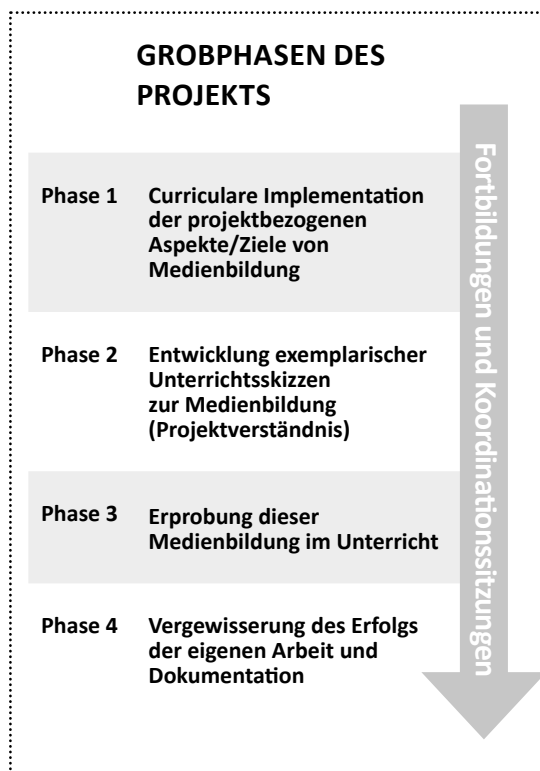 GROBPHASEN DES
PROJEKTS
Phase 1
Curriculare Implementation
der projektbezogenen
Aspekte/Ziele von
Medienbildung
Phase 2
Entwicklung exemplarischer
Unterrichtsskizzen
zur Medienbildung
(Projektverständnis)
Phase 3
Erprobung dieser
Medienbildung im Unterricht
Phase 4
Vergewisserung des Erfolgs
der eigenen Arbeit und
Dokumentation
Fortbildungen und Koordinationssitzungen